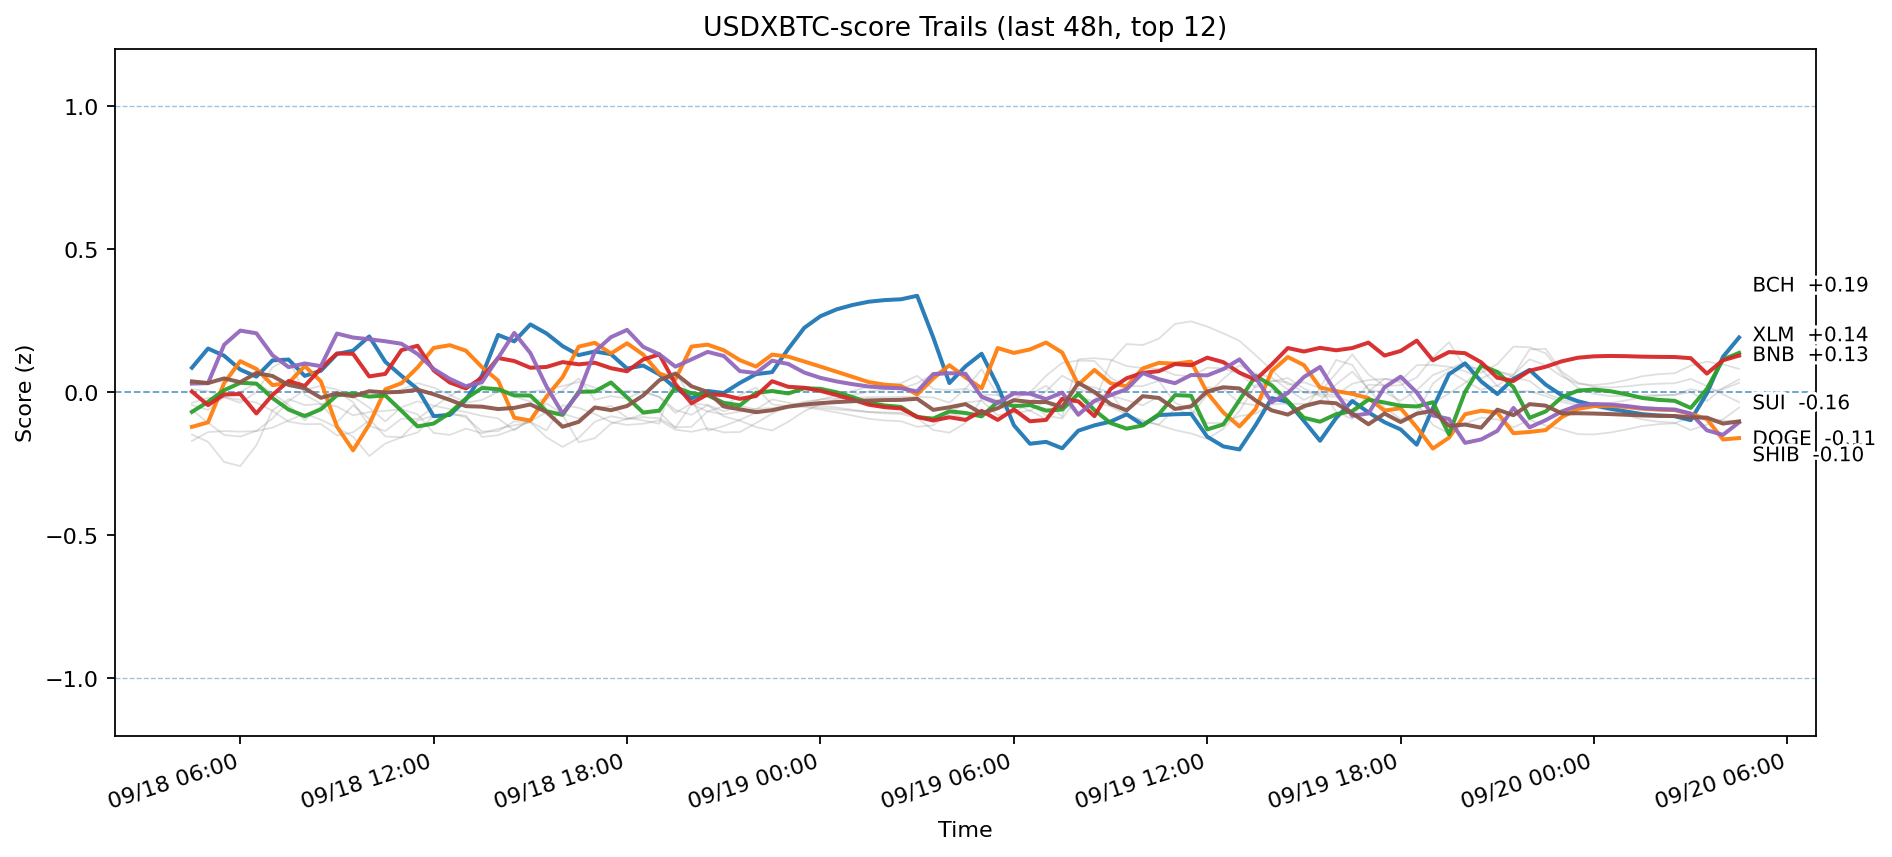 USDXBTC-score Trails (last 48h, top 12)
1.0
0.5
0.0
−0.5
−1.0
Score (z)
BCH +0.19
XLM +0.14
BNB +0.13
SUI -0.16
DOGE -0.11
SHIB -0.10
09/18 06:00
09/18 12:00
09/18 18:00
09/19 00:00
09/19 06:00
09/19 12:00
09/19 18:00
09/20 00:00
09/20 06:00
Time